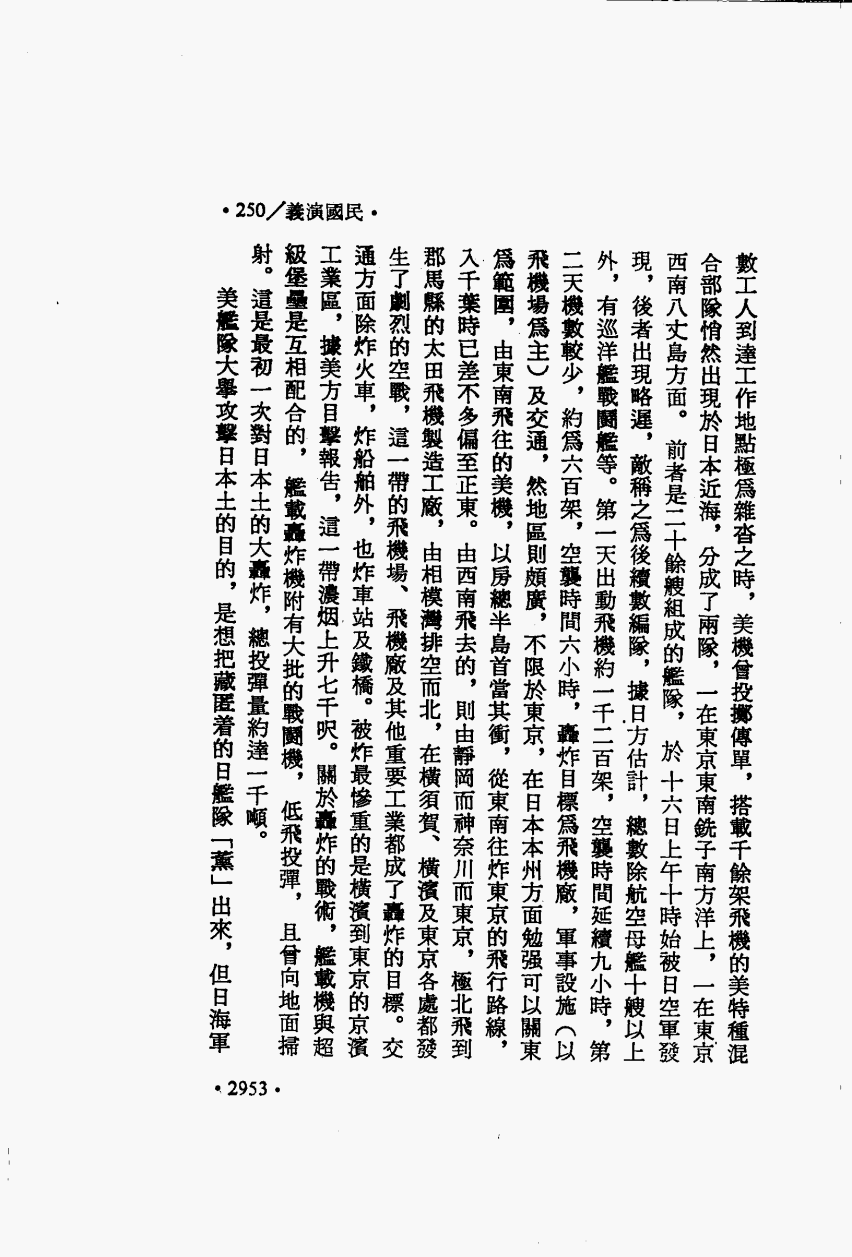 •250／義演國民•
數工人到達工作地點極爲雜沓之時，美機曾投擲傳單，搭載千餘架飛機的美特種混
合部隊悄然出現於日本近海，分成了兩隊，一在東京東南銚子南方洋上，一在東京
西南八丈島方面。前者是二十餘艘組成的艦隊，於十六日上午十時始被日空軍發
現，後者出現略遲，敵稱之爲後續數編隊，據日方估計，總數除航空母艦十艘以上
外，有巡洋艦戰鬪艦等。第一天出動飛機約一千二百架，空襲時間延續九小時，第
二天機數較少，約爲六百架，空襲時間六小時，轟炸目標爲飛機廠，軍事設施（以
飛機場爲主）及交通，然地區則頗廣，不限於東京，在日本本州方面勉强可以關東
爲範圍，由東南飛往的美機，以房總半島首當其衝，從東南往炸東京的飛行路線，
入千葉時已差不多偏至正東。由西南飛去的，則由靜岡而神奈川而東京，極北飛到
郡馬縣的太田飛機製造工廠，由相模灣排空而北，在橫須賀、橫濱及東京各處都發
生了劇烈的空戰，這一帶的飛機場、飛機廠及其他重要工業都成了轟炸的目標。交
通方面除炸火車，炸船舶外，也炸車站及鐵橋。被炸最慘重的是橫濱到東京的京濱
工業區，據美方目擊報告，這一帶濃烟上升七千呎。關於轟炸的戰術，艦載機與超
級堡壘是互相配合的，艦載轟炸機附有大批的戰鬪機，低飛投彈，且曾向地面掃
射。這是最初一次對日本土的大轟炸，總投彈量約達一千噸。
美艦隊大舉攻擊日本土的目的，是想把藏匿着的日艦隊「薰」出來，但日海軍
•2953•